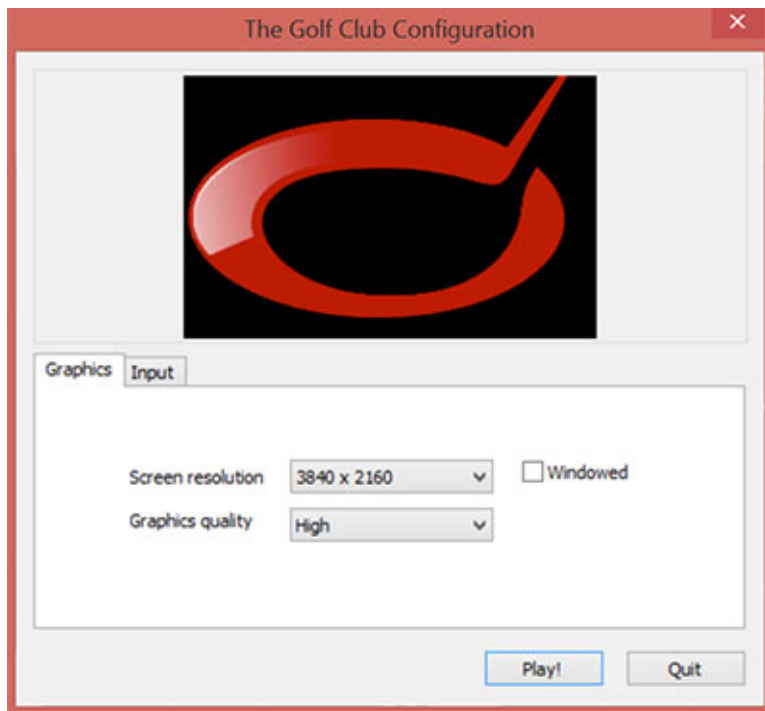 The Golf Club Configuration
Graphics Input
Screen resolution 3840 x 2160 Windowed
Graphics quality High
Play! Quit